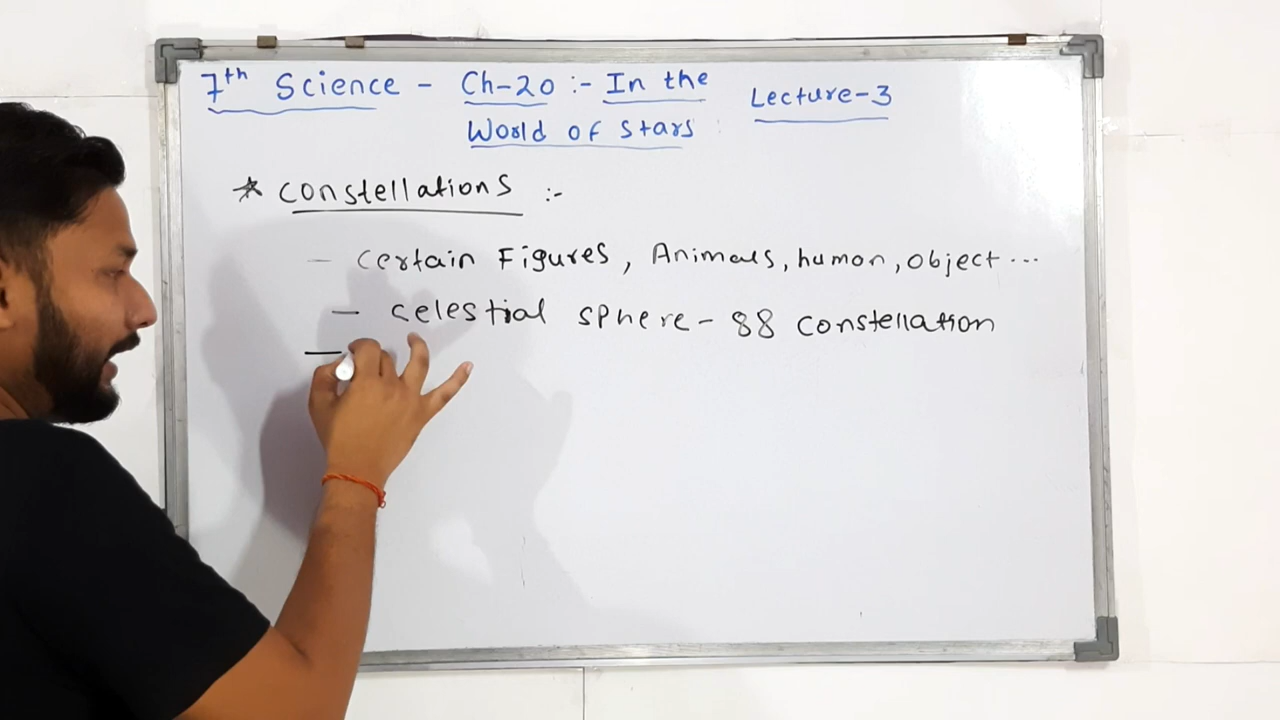 7th Science - Ch-20 :- In the World of Stars
Lecture-3
* Constellations :-
- Certain Figures, Animals, human, object ...
- Celestial sphere - 88 Constellation
-